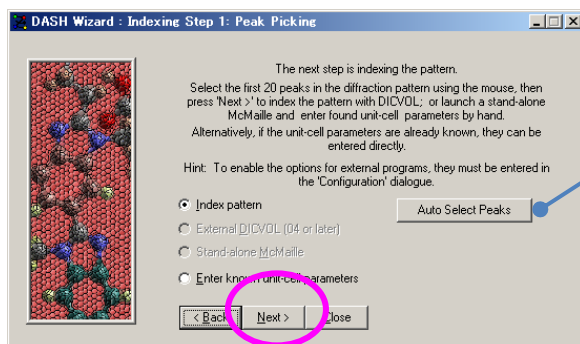 DASH Wizard : Indexing Step 1: Peak Picking
The next step is indexing the pattern.
Select the first 20 peaks in the diffraction pattern using the mouse, then
press 'Next >' to index the pattern with DICVOL; or launch a stand-alone
McMaille and enter found unit-cell parameters by hand.
Alternatively, if the unit-cell parameters are already known, they can be
entered directly.
Hint: To enable the options for external programs, they must be entered in
the 'Configuration' dialogue.
Index pattern
Auto Select Peaks
External DICVOL (04 or later)
Stand-alone McMaille
Enter known unit-cell parameters
< Back Next > Close